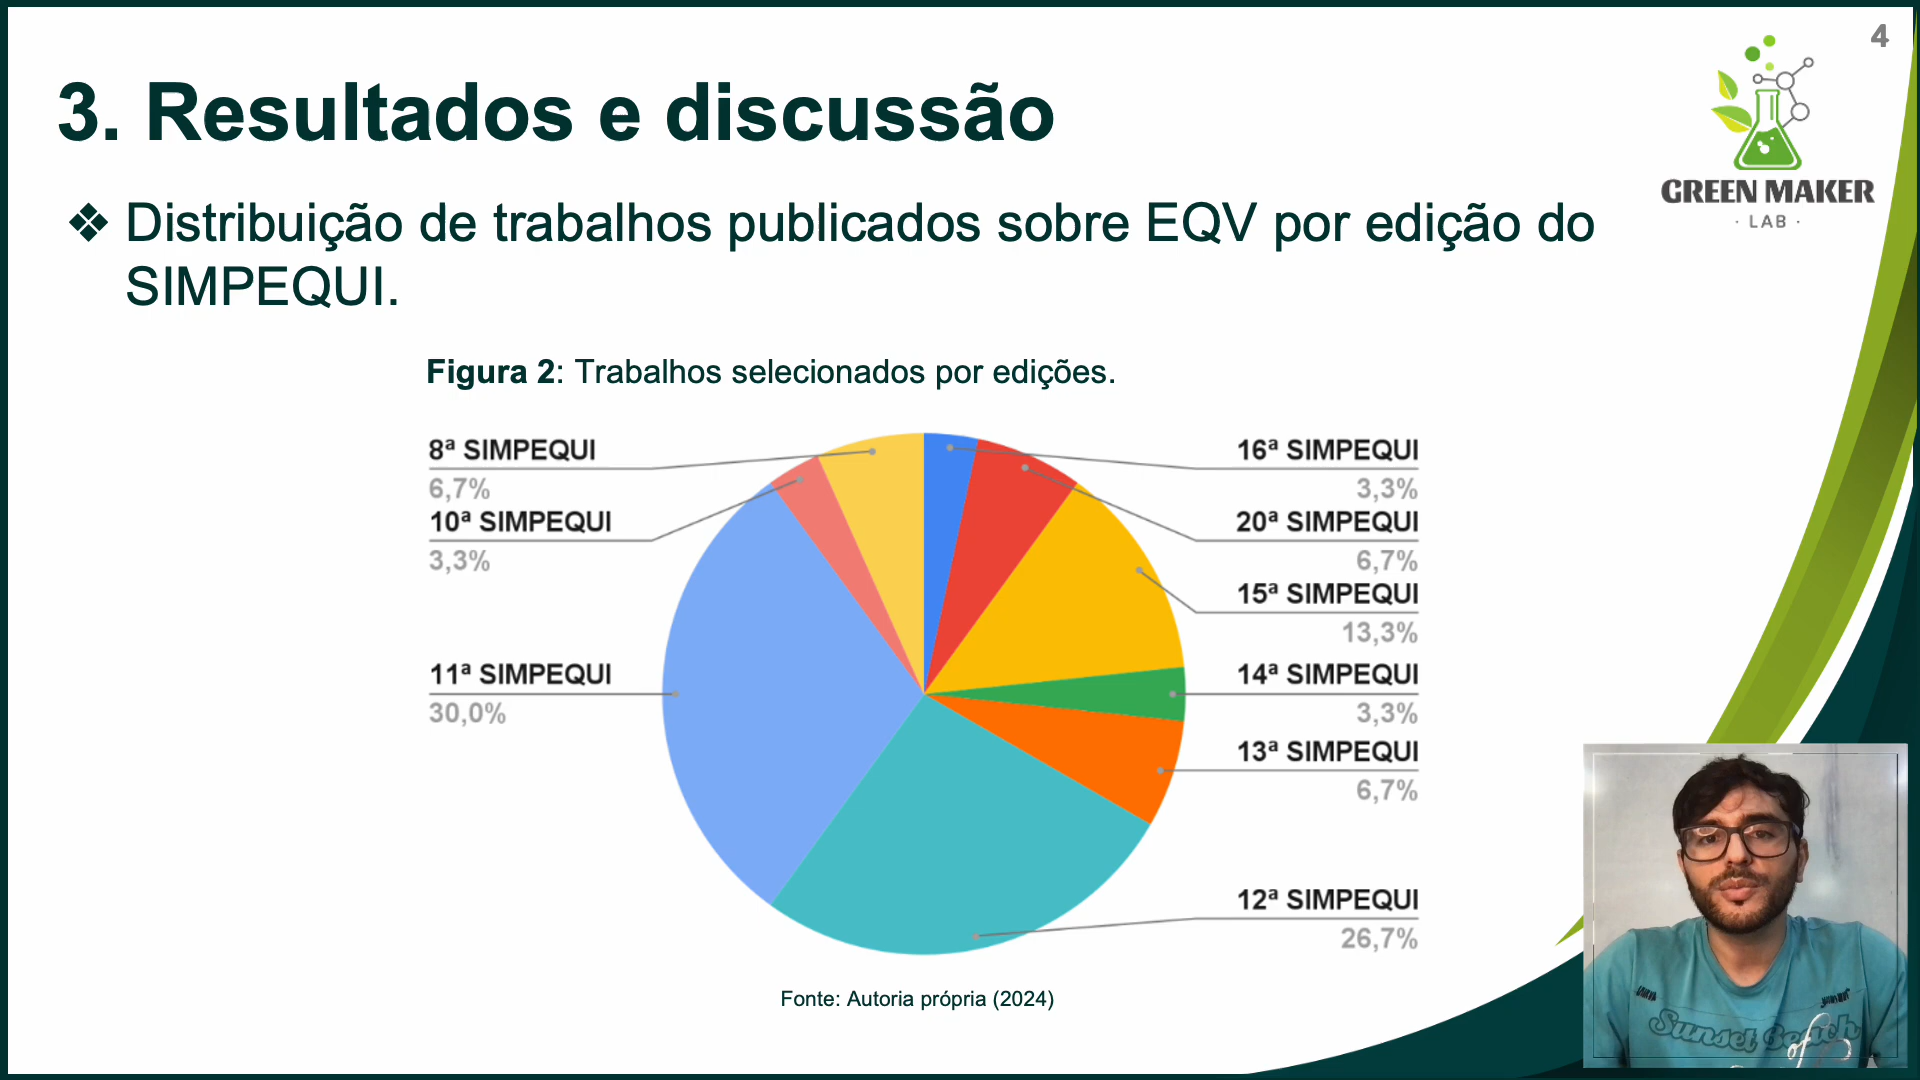 4
3. Resultados e discussão
GREEN MAKER
· LAB ·
❖ Distribuição de trabalhos publicados sobre EQV por edição do
SIMPEQUI.
Figura 2: Trabalhos selecionados por edições.
8ª SIMPEQUI
6,7%
10ª SIMPEQUI
3,3%
11ª SIMPEQUI
30,0%
16ª SIMPEQUI
3,3%
20ª SIMPEQUI
6,7%
15ª SIMPEQUI
13,3%
14ª SIMPEQUI
3,3%
13ª SIMPEQUI
6,7%
12ª SIMPEQUI
26,7%
Fonte: Autoria própria (2024)
Sunset Beach
of